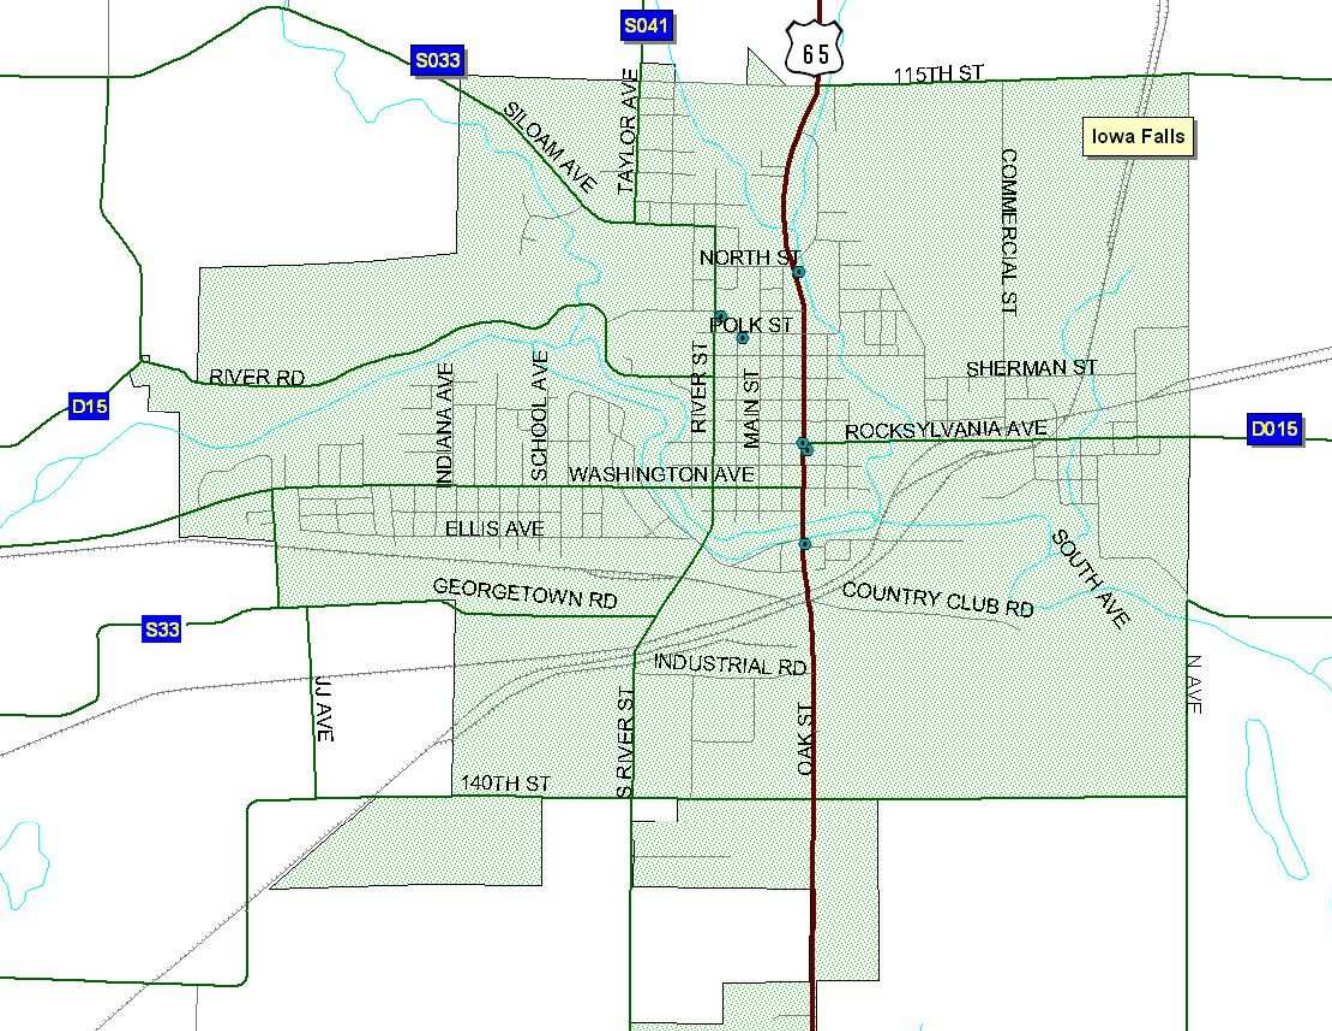 S041
65
S033
115TH ST
TAYLOR AVE
SILOAM AVE
Iowa Falls
COMMERCIAL ST
NORTH ST
POLK ST
RIVER RD
RIVER ST
MAIN ST
SHERMAN ST
INDIANA AVE
SCHOOL AVE
D15
ROCKSYLVANIA AVE
D015
WASHINGTON AVE
ELLIS AVE
SOUTH AVE
GEORGETOWN RD
COUNTRY CLUB RD
S33
INDUSTRIAL RD
JJ AVE
N AVE
S RIVER ST
OAK ST
140TH ST